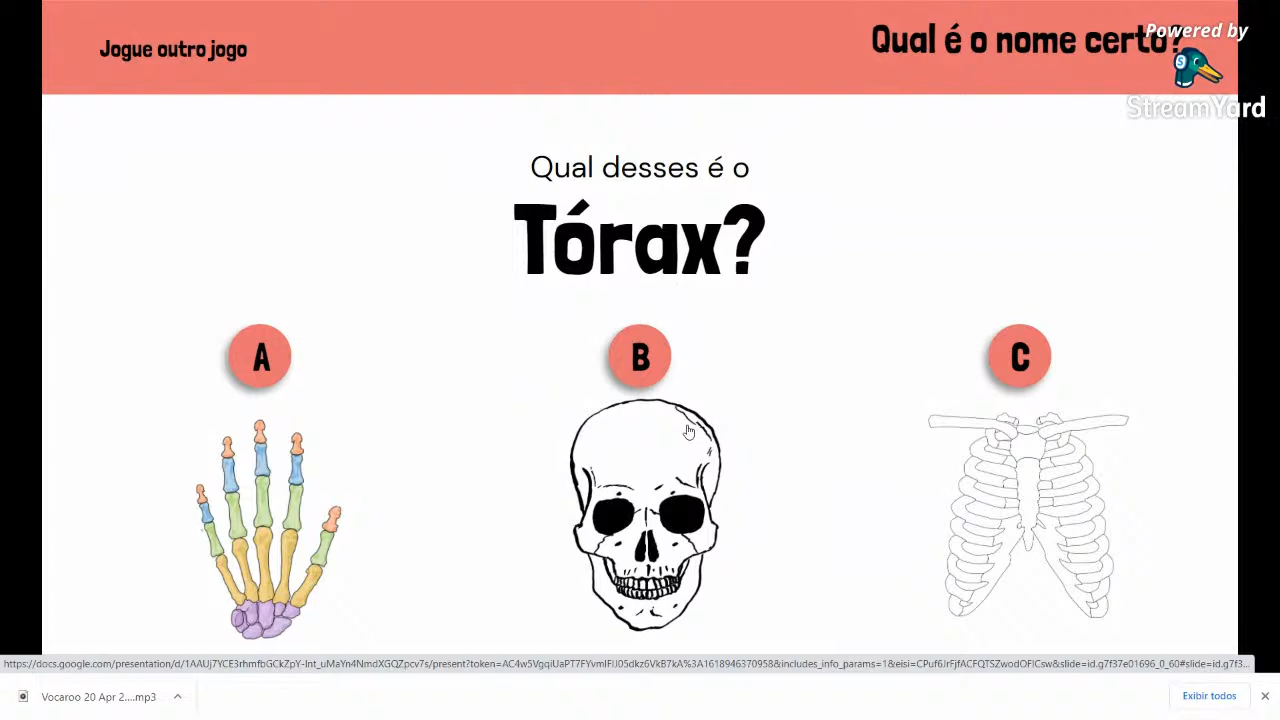 Jogue outro jogo
Qual é o nome certo?
Powered by
S
StreamYard
Qual desses é o
Tórax?
A
B
C
Vocaroo 20 Apr 2....mp3
Exibir todos